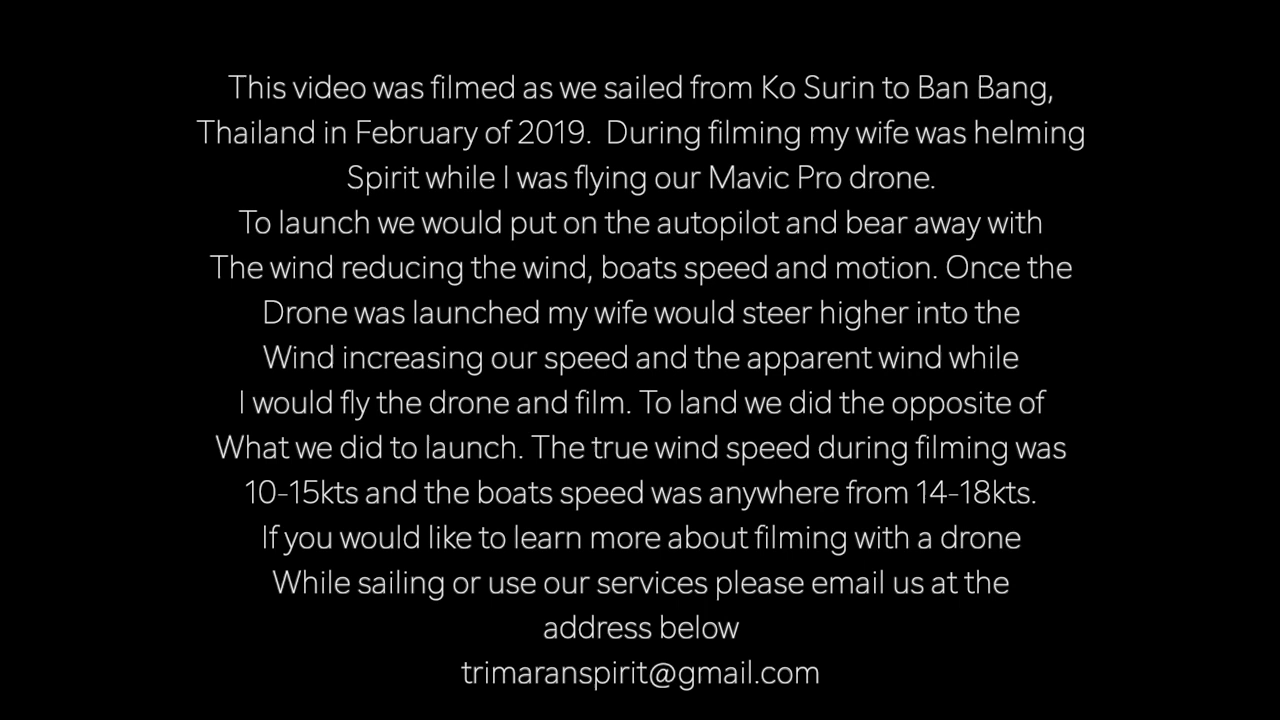 This video was filmed as we sailed from Ko Surin to Ban Bang,
Thailand in February of 2019.  During filming my wife was helming
Spirit while I was flying our Mavic Pro drone.
To launch we would put on the autopilot and bear away with
The wind reducing the wind, boats speed and motion. Once the
Drone was launched my wife would steer higher into the
Wind increasing our speed and the apparent wind while
I would fly the drone and film. To land we did the opposite of
What we did to launch. The true wind speed during filming was
10-15kts and the boats speed was anywhere from 14-18kts.
If you would like to learn more about filming with a drone
While sailing or use our services please email us at the
address below
trimaranspirit@gmail.com